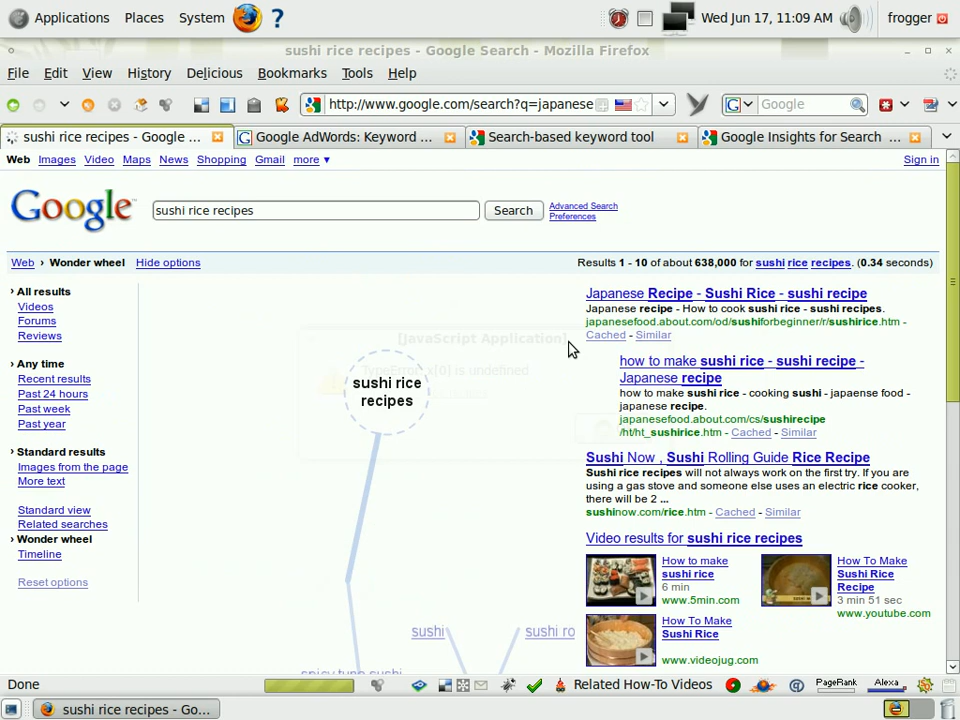 Applications Places System ?
Wed Jun 17, 11:09 AM
frogger
sushi rice recipes - Google Search - Mozilla Firefox
File Edit View History Delicious Bookmarks Tools Help
http://www.google.com/search?q=japanese
Google
sushi rice recipes - Google ...
Google AdWords: Keyword ...
Search-based keyword tool
Google Insights for Search ...
Web Images Video Maps News Shopping Gmail more ▼
Sign in
Google
sushi rice recipes
Search
Advanced Search
Preferences
Web › Wonder wheel Hide options
Results 1 - 10 of about 638,000 for sushi rice recipes. (0.34 seconds)
› All results
Videos
Forums
Reviews
› Any time
Recent results
Past 24 hours
Past week
Past year
› Standard results
Images from the page
More text
Standard view
Related searches
› Wonder wheel
Timeline
Reset options
[JavaScript Application]
TypeError: x[0] is undefined
sushi rice
recipes
sushi
sushi ro
spicy tuna sushi
Japanese Recipe - Sushi Rice - sushi recipe
Japanese recipe - How to cook sushi rice - sushi recipes.
japanesefood.about.com/od/sushiforbeginner/r/sushirice.htm -
Cached - Similar
how to make sushi rice - sushi recipe -
Japanese recipe
how to make sushi rice - cooking sushi - japaense food -
japanese recipe.
japanesefood.about.com/cs/sushirecipe
/ht/ht_sushirice.htm - Cached - Similar
Sushi Now , Sushi Rolling Guide Rice Recipe
Sushi rice recipes will not always work on the first try. If you are
using a gas stove and someone else uses an electric rice cooker,
there will be 2 ...
sushinow.com/rice.htm - Cached - Similar
Video results for sushi rice recipes
How to make
sushi rice
6 min
www.5min.com
How To Make
Sushi Rice
Recipe
3 min 51 sec
www.youtube.com
How To Make
Sushi Rice
www.videojug.com
Done
Related How-To Videos
PageRank
Alexa
sushi rice recipes - Go...